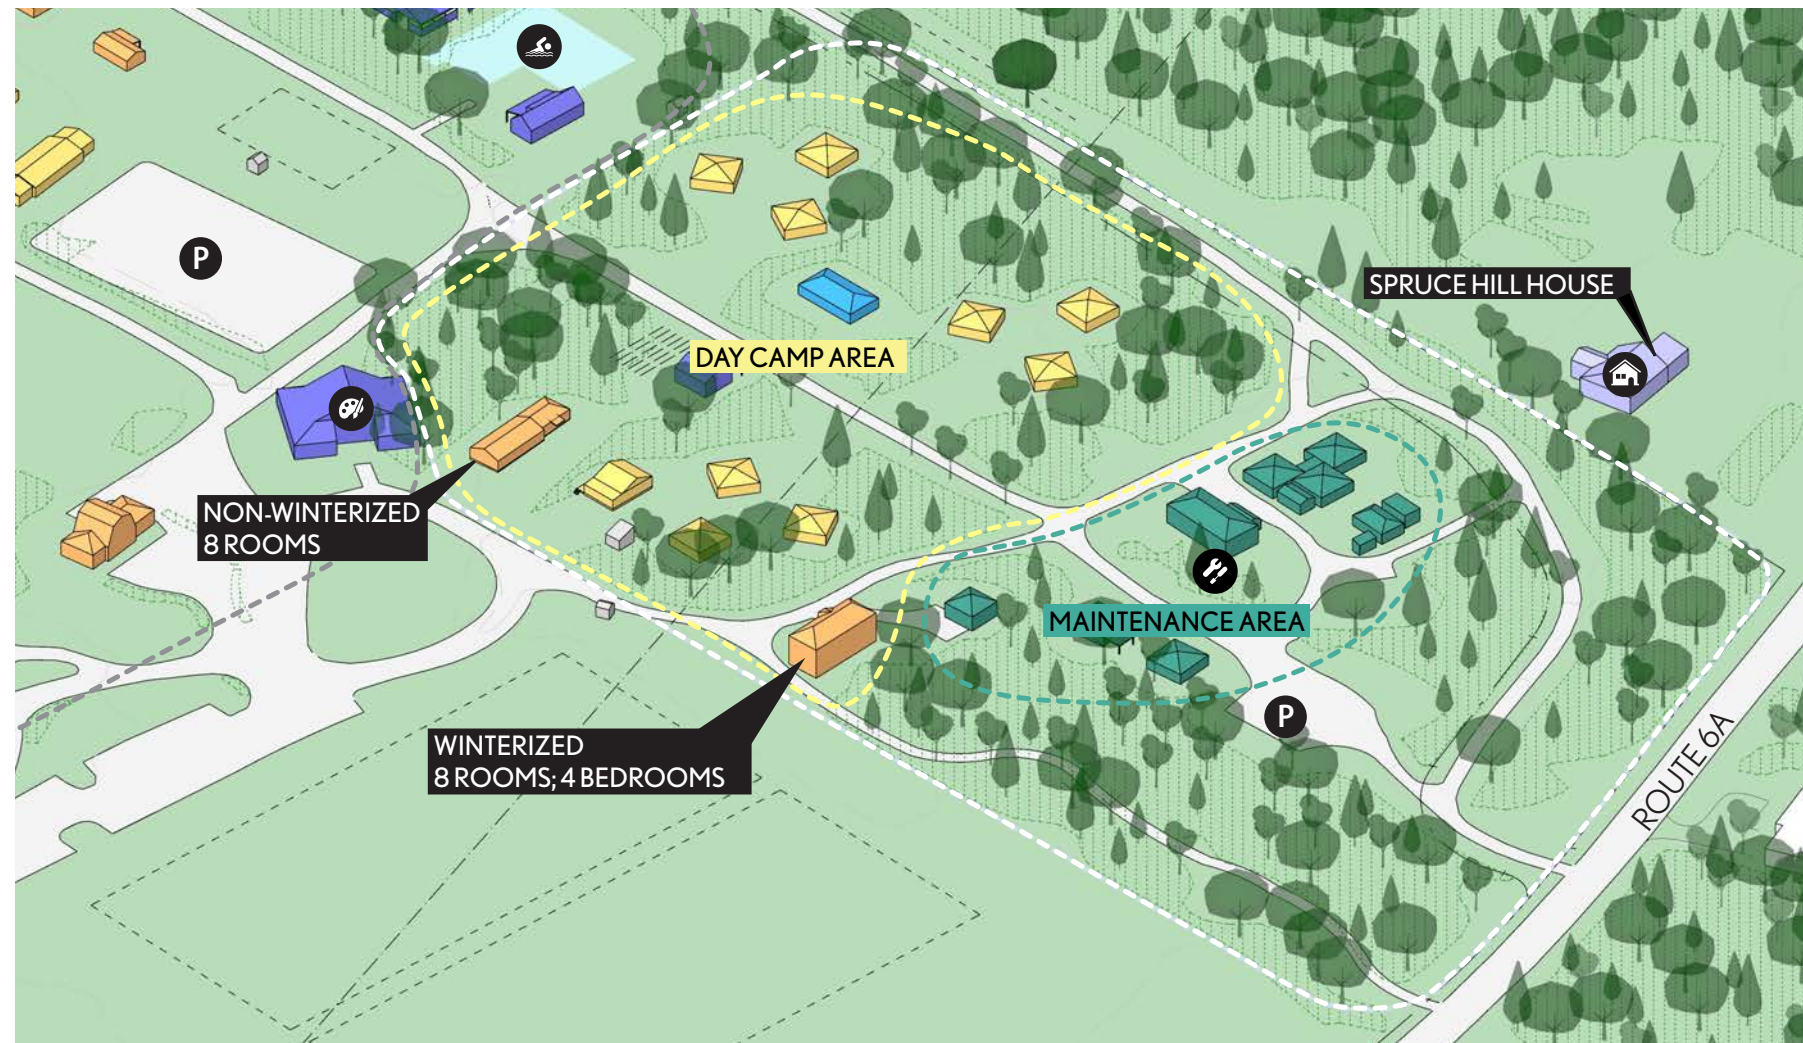 P
SPRUCE HILL HOUSE
DAY CAMP AREA
NON-WINTERIZED
8 ROOMS
MAINTENANCE AREA
P
WINTERIZED
8 ROOMS; 4 BEDROOMS
ROUTE 6A